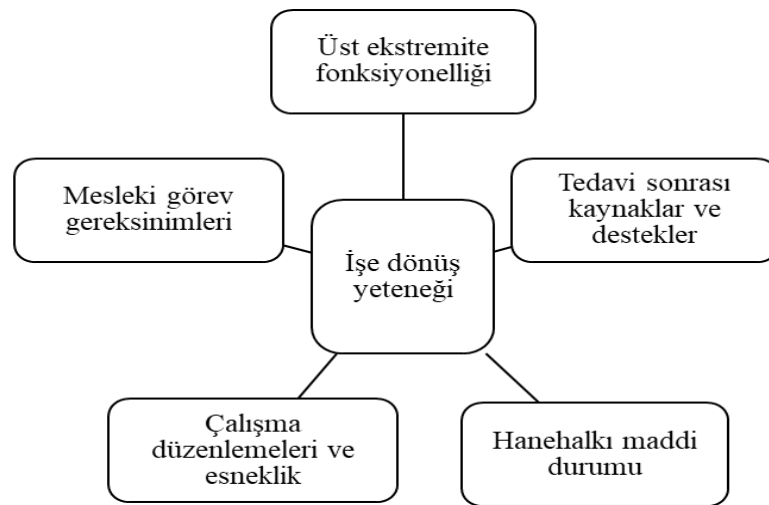 Üst ekstremite
fonksiyonelliği
Mesleki görev
gereksinimleri
Tedavi sonrası
kaynaklar ve
destekler
İşe dönüş
yeteneği
Çalışma
düzenlemeleri ve
esneklik
Hanehalkı maddi
durumu